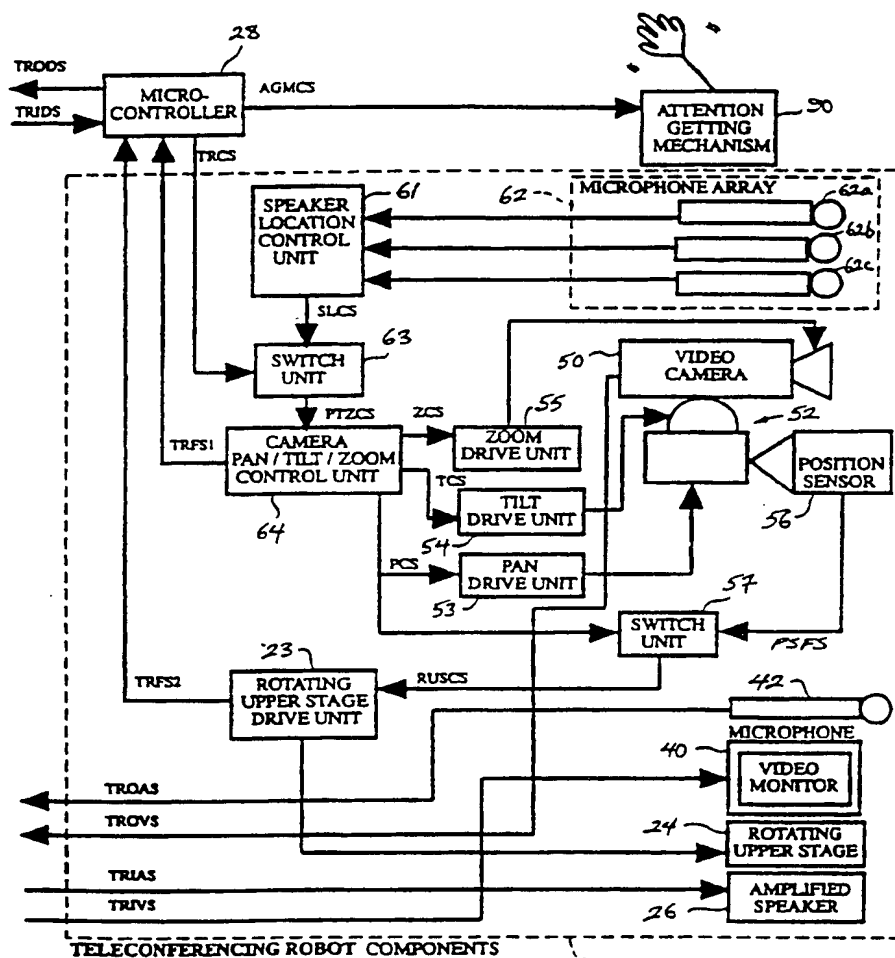 28
TRODS
MICRO-
CONTROLLER
AGMCS
TRIDS
ATTENTION
GETTING
MECHANISM
90
TRCS
61
SPEAKER
LOCATION
CONTROL
UNIT
62
MICROPHONE ARRAY
62a
62b
62c
SLCS
63
SWITCH
UNIT
50
VIDEO
CAMERA
PTZCS
ZCS
55
52
ZOOM
DRIVE UNIT
TRFS1
CAMERA
PAN / TILT / ZOOM
CONTROL UNIT
POSITION
SENSOR
TCS
TILT
DRIVE UNIT
56
64
54
PCS
PAN
DRIVE UNIT
53
57
SWITCH
UNIT
PSFS
23
RUSCS
TRFS2
ROTATING
UPPER STAGE
DRIVE UNIT
42
MICROPHONE
40
VIDEO
MONITOR
TROAS
TROVS
24
ROTATING
UPPER STAGE
TRIAS
AMPLIFIED
SPEAKER
26
TRIVS
TELECONFERENCING ROBOT COMPONENTS